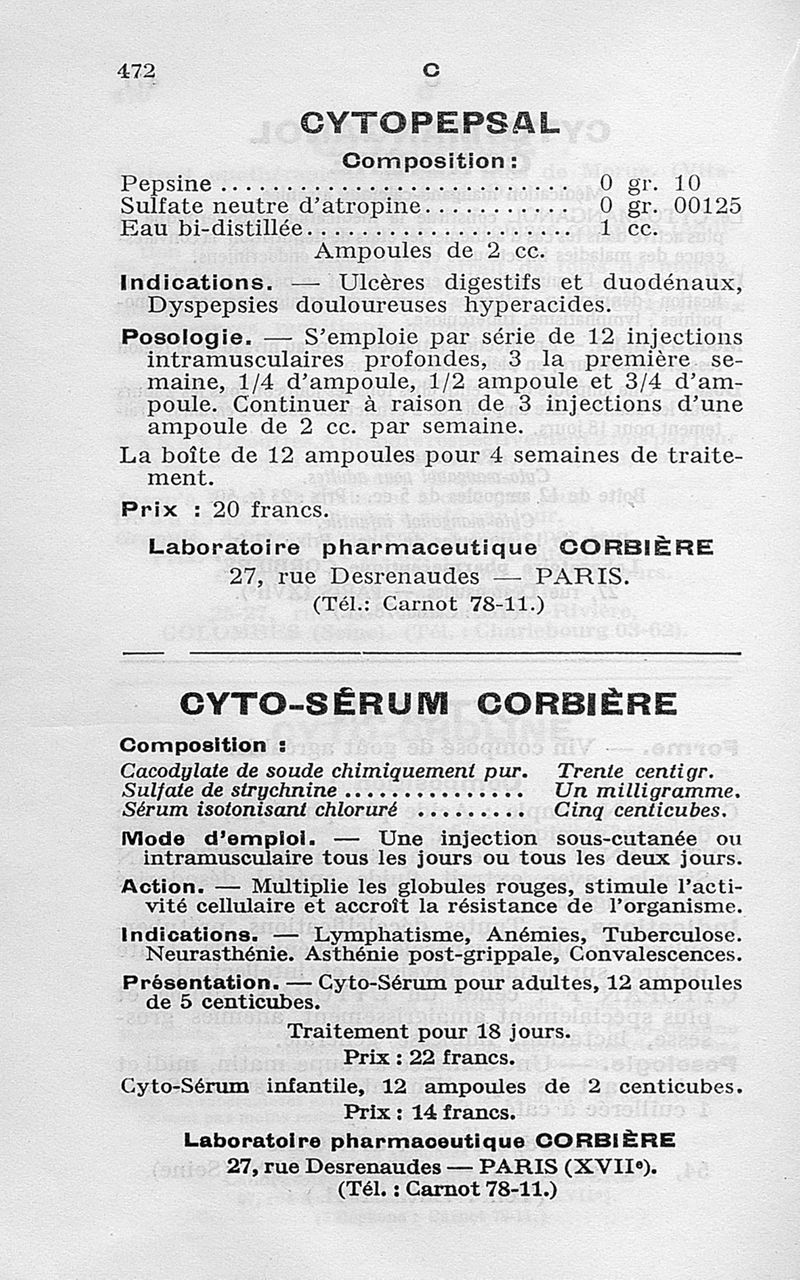 472
C
CYTOPEPSAL
Composition :
Pepsine ............................ 0 gr. 10
Sulfate neutre d'atropine............ 0 gr. 00125
Eau bi-distillée..................... 1 cc.
Ampoules de 2 cc.
Indications. — Ulcères digestifs et duodénaux,
Dyspepsies douloureuses hyperacides.
Posologie. — S'emploie par série de 12 injections
intramusculaires profondes, 3 la première se-
maine, 1/4 d'ampoule, 1/2 ampoule et 3/4 d'am-
poule. Continuer à raison de 3 injections d'une
ampoule de 2 cc. par semaine.
La boîte de 12 ampoules pour 4 semaines de traite-
ment.
Prix : 20 francs.
Laboratoire pharmaceutique CORBIÈRE
27, rue Desrenaudes — PARIS.
(Tél.: Carnot 78-11.)
CYTO-SÉRUM CORBIÈRE
Composition :
Cacodylate de soude chimiquement pur. Trente centigr.
Sulfate de strychnine ................ Un milligramme.
Sérum isotonisant chloruré ......... Cinq centicubes.
Mode d'emploi. — Une injection sous-cutanée ou
intramusculaire tous les jours ou tous les deux jours.
Action. — Multiplie les globules rouges, stimule l'acti-
vité cellulaire et accroît la résistance de l'organisme.
Indications. — Lymphatisme, Anémies, Tuberculose.
Neurasthénie. Asthénie post-grippale, Convalescences.
Présentation. — Cyto-Sérum pour adultes, 12 ampoules
de 5 centicubes.
Traitement pour 18 jours.
Prix : 22 francs.
Cyto-Sérum infantile, 12 ampoules de 2 centicubes.
Prix : 14 francs.
Laboratoire pharmaceutique CORBIÈRE
27, rue Desrenaudes — PARIS (XVIIe).
(Tél. : Carnot 78-11.)